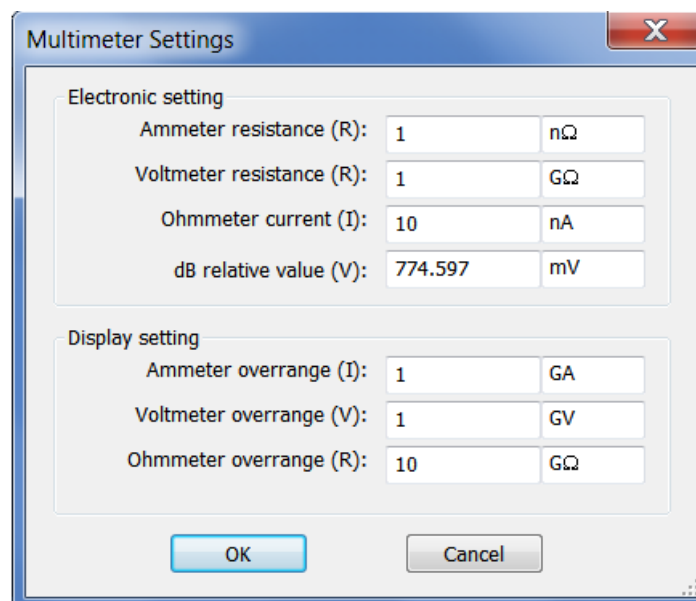 Multimeter Settings
Electronic setting
Ammeter resistance (R): 1 nΩ
Voltmeter resistance (R): 1 GΩ
Ohmmeter current (I): 10 nA
dB relative value (V): 774.597 mV
Display setting
Ammeter overrange (I): 1 GA
Voltmeter overrange (V): 1 GV
Ohmmeter overrange (R): 10 GΩ
OK Cancel